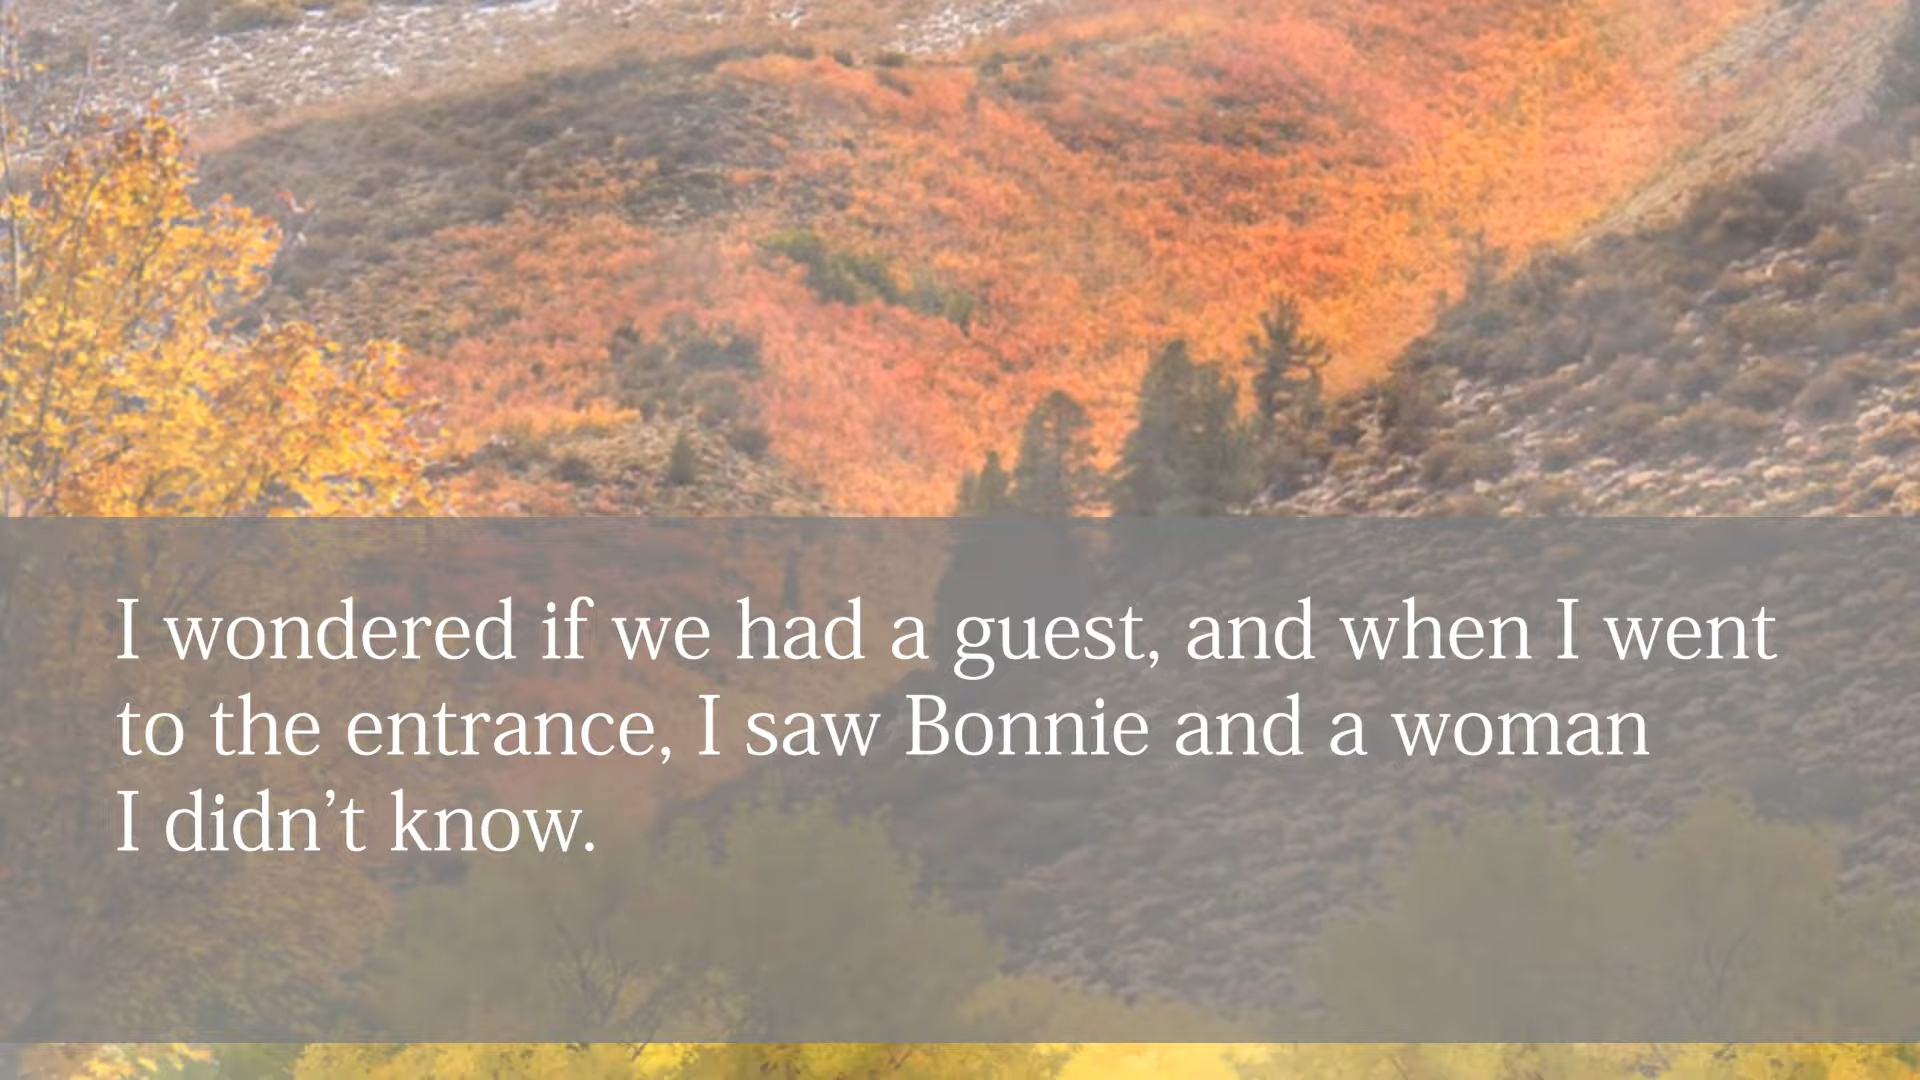 I wondered if we had a guest, and when I went
to the entrance, I saw Bonnie and a woman
I didn’t know.